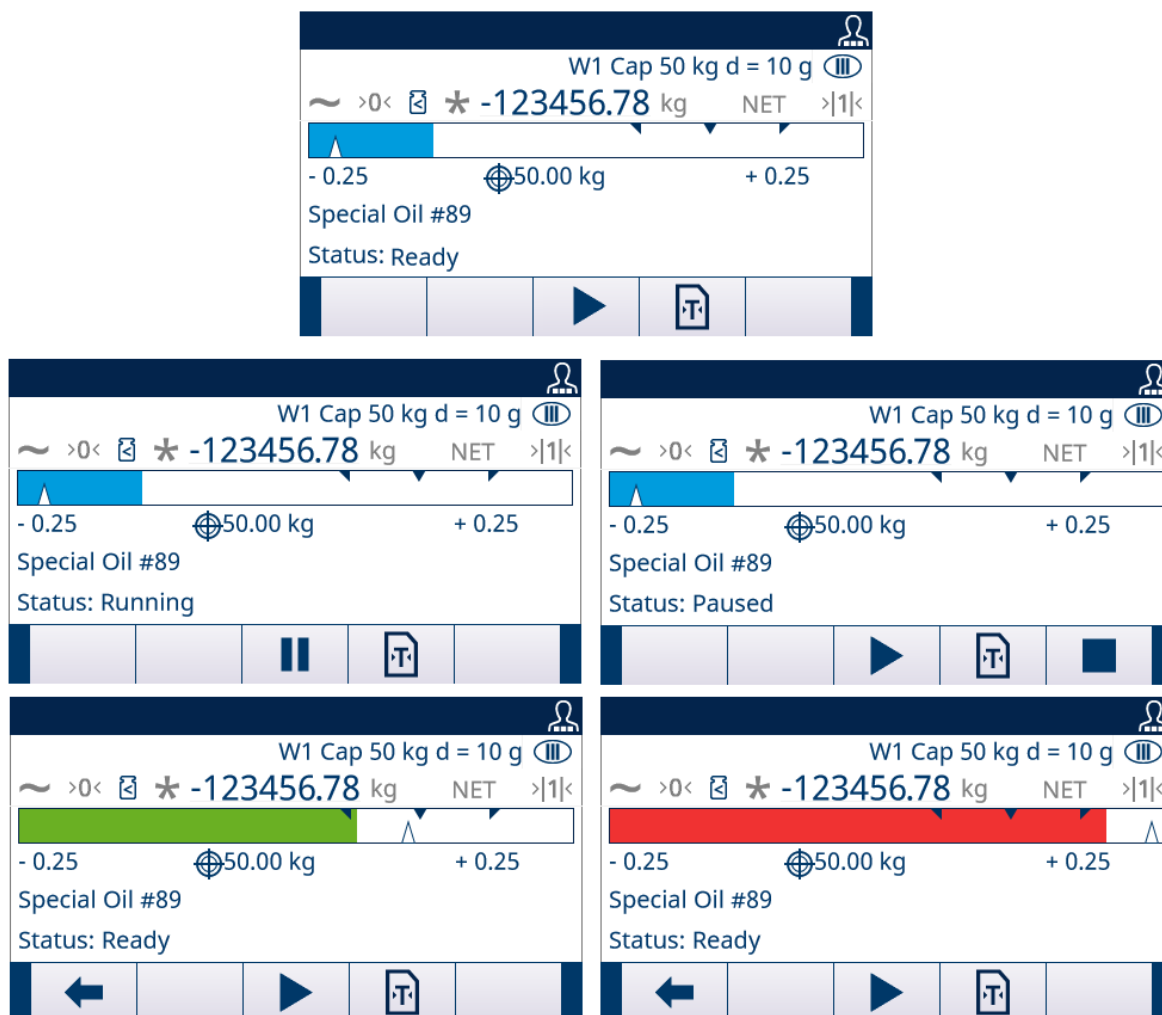 W1 Cap 50 kg d = 10 g III
~ >0< * -123456.78 kg NET >|1|<
- 0.25 50.00 kg + 0.25
Special Oil #89
Status: Ready
T
W1 Cap 50 kg d = 10 g III
~ >0< * -123456.78 kg NET >|1|<
- 0.25 50.00 kg + 0.25
Special Oil #89
Status: Running
T
W1 Cap 50 kg d = 10 g III
~ >0< * -123456.78 kg NET >|1|<
- 0.25 50.00 kg + 0.25
Special Oil #89
Status: Paused
T
W1 Cap 50 kg d = 10 g III
~ >0< * -123456.78 kg NET >|1|<
- 0.25 50.00 kg + 0.25
Special Oil #89
Status: Ready
T
W1 Cap 50 kg d = 10 g III
~ >0< * -123456.78 kg NET >|1|<
- 0.25 50.00 kg + 0.25
Special Oil #89
Status: Ready
T